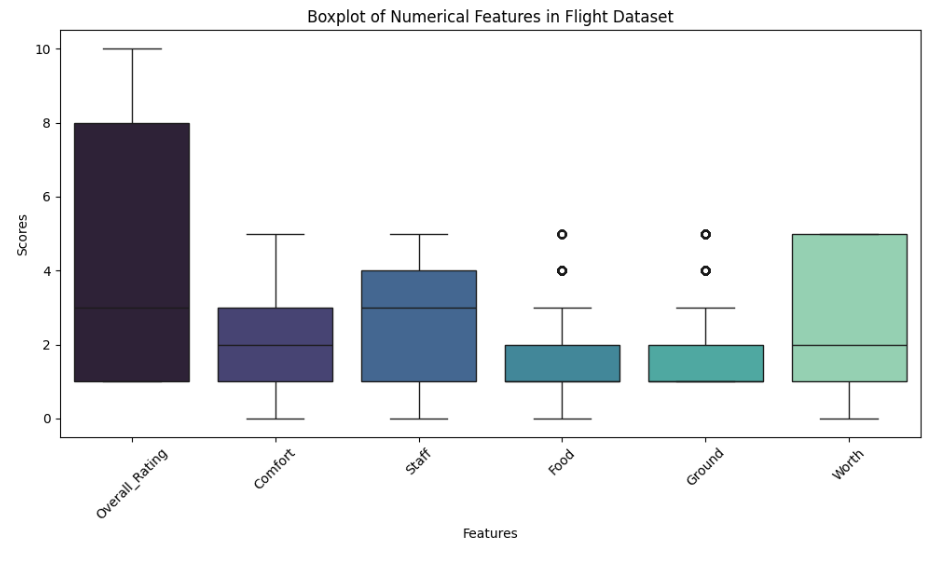 Boxplot of Numerical Features in Flight Dataset
10
8
6
4
2
0
Scores
Overall_Rating
Comfort
Staff
Food
Ground
Worth
Features